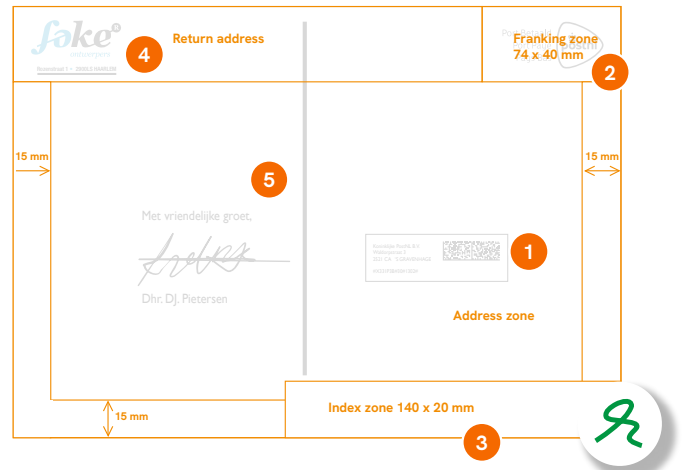 fake
ontwerpers
4
Return address
Franking zone
74 x 40 mm
postnl
2
15 mm
15 mm
5
Met vriendelijke groet,
1
Dhr. DJ. Pietersen
Address zone
15 mm
Index zone 140 x 20 mm
3